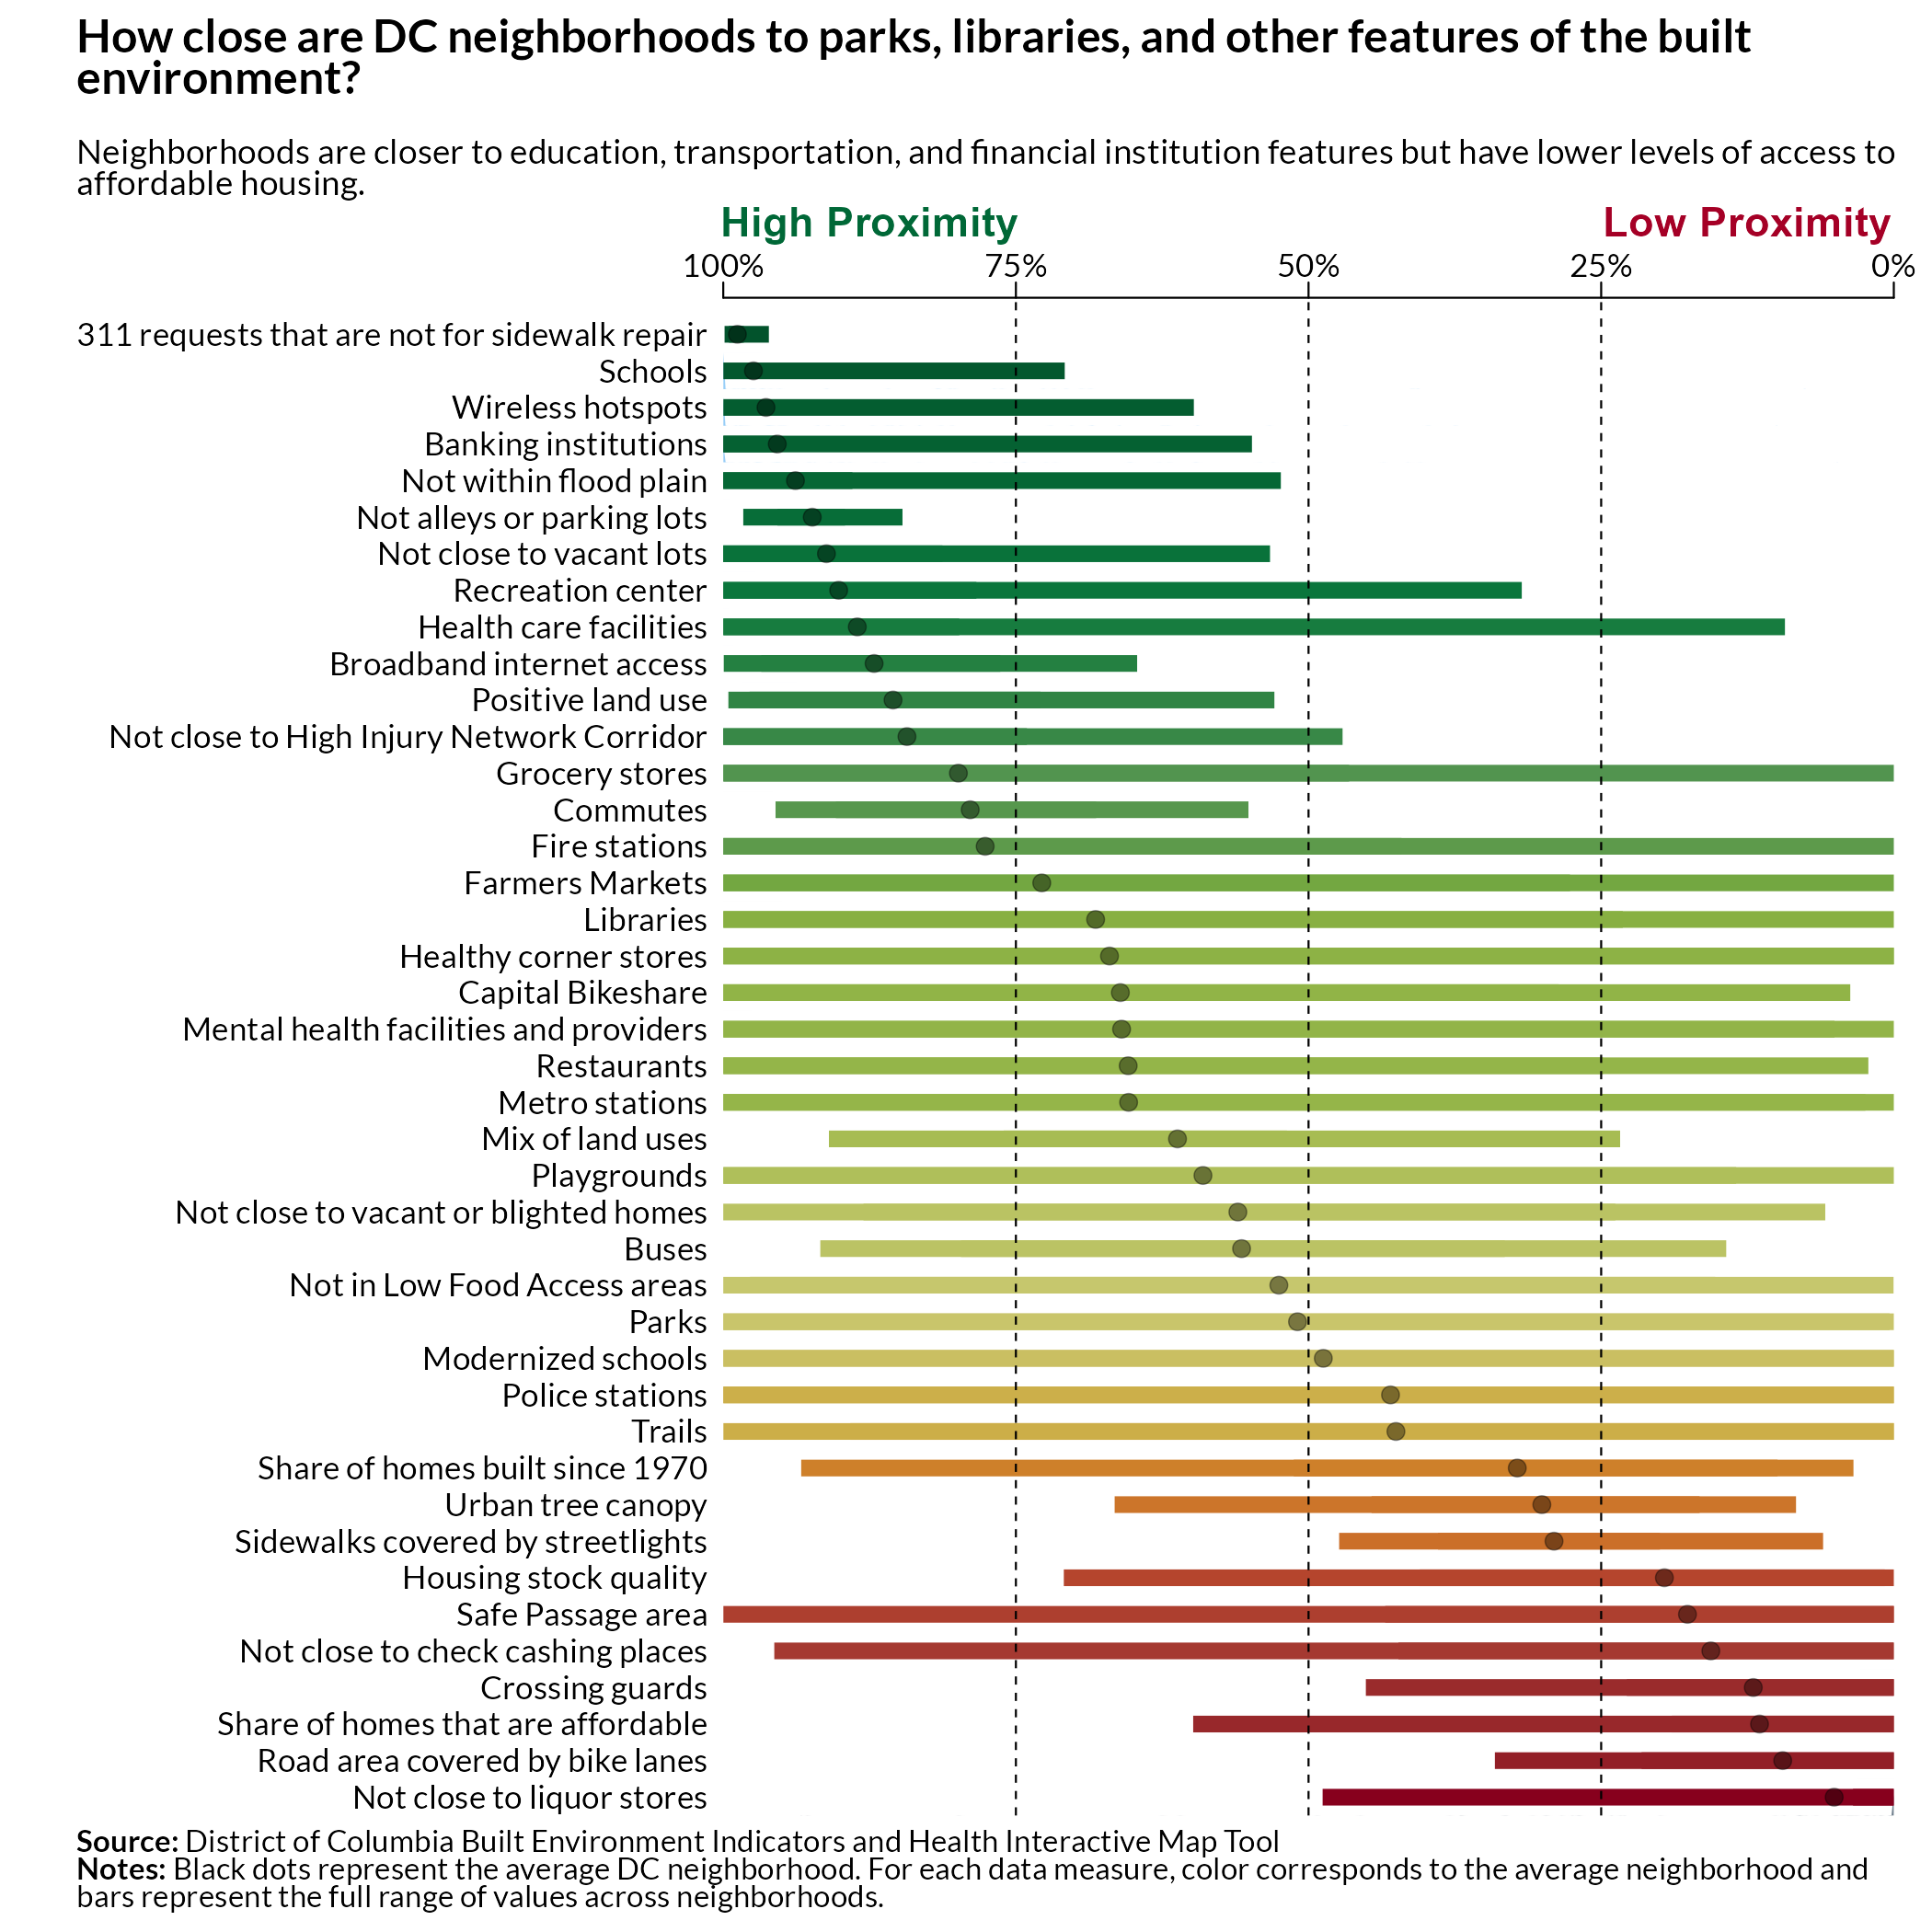 How close are DC neighborhoods to parks, libraries, and other features of the built
environment?
Neighborhoods are closer to education, transportation, and financial institution features but have lower levels of access to
affordable housing.
High Proximity Low Proximity
100% 75% 50% 25% 0%
311 requests that are not for sidewalk repair
Schools
Wireless hotspots
Banking institutions
Not within flood plain
Not alleys or parking lots
Not close to vacant lots
Recreation center
Health care facilities
Broadband internet access
Positive land use
Not close to High Injury Network Corridor
Grocery stores
Commutes
Fire stations
Farmers Markets
Libraries
Healthy corner stores
Capital Bikeshare
Mental health facilities and providers
Restaurants
Metro stations
Mix of land uses
Playgrounds
Not close to vacant or blighted homes
Buses
Not in Low Food Access areas
Parks
Modernized schools
Police stations
Trails
Share of homes built since 1970
Urban tree canopy
Sidewalks covered by streetlights
Housing stock quality
Safe Passage area
Not close to check cashing places
Crossing guards
Share of homes that are affordable
Road area covered by bike lanes
Not close to liquor stores
Source: District of Columbia Built Environment Indicators and Health Interactive Map Tool
Notes: Black dots represent the average DC neighborhood. For each data measure, color corresponds to the average neighborhood and
bars represent the full range of values across neighborhoods.